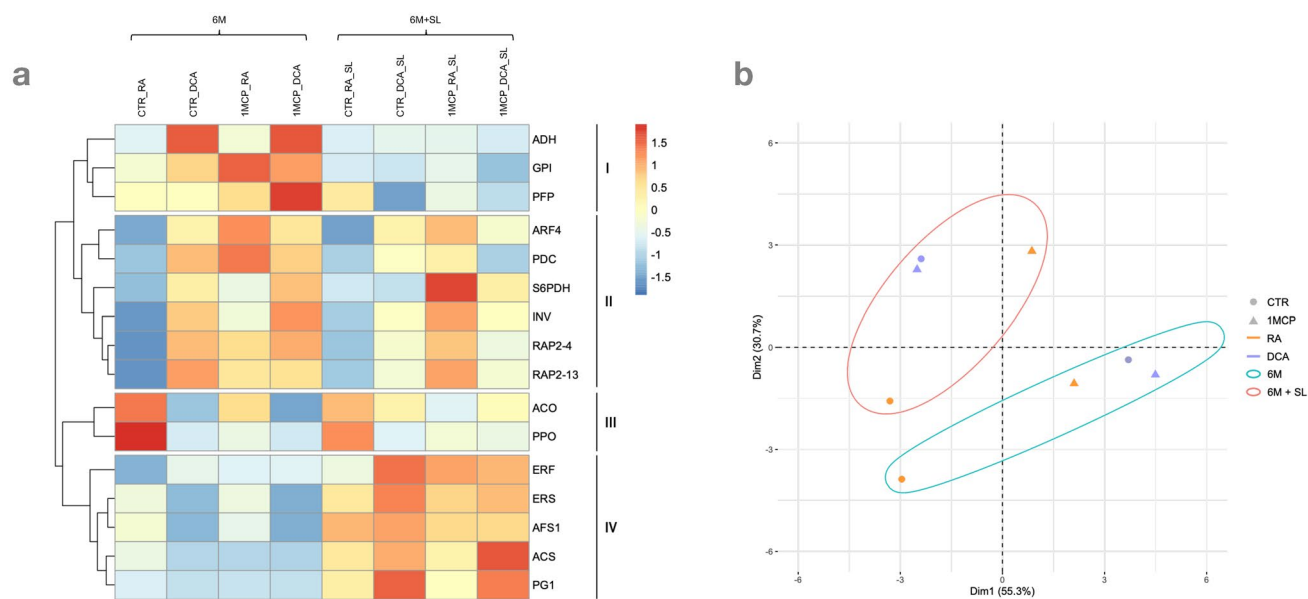 6M
6M+SL
a
CTR_RA
CTR_DCA
1MCP_RA
1MCP_DCA
CTR_RA_SL
CTR_DCA_SL
1MCP_RA_SL
1MCP_DCA_SL
ADH
GPI
PFP
I
ARF4
PDC
S6PDH
INV
RAP2-4
RAP2-13
II
ACO
PPO
III
ERF
ERS
AFS1
ACS
PG1
IV
1.5
1
0.5
0
-0.5
-1
-1.5
b
6
3
0
-3
-6
Dim2 (30.7%)
-6
-3
0
3
6
Dim1 (55.3%)
CTR
1MCP
RA
DCA
6M
6M + SL